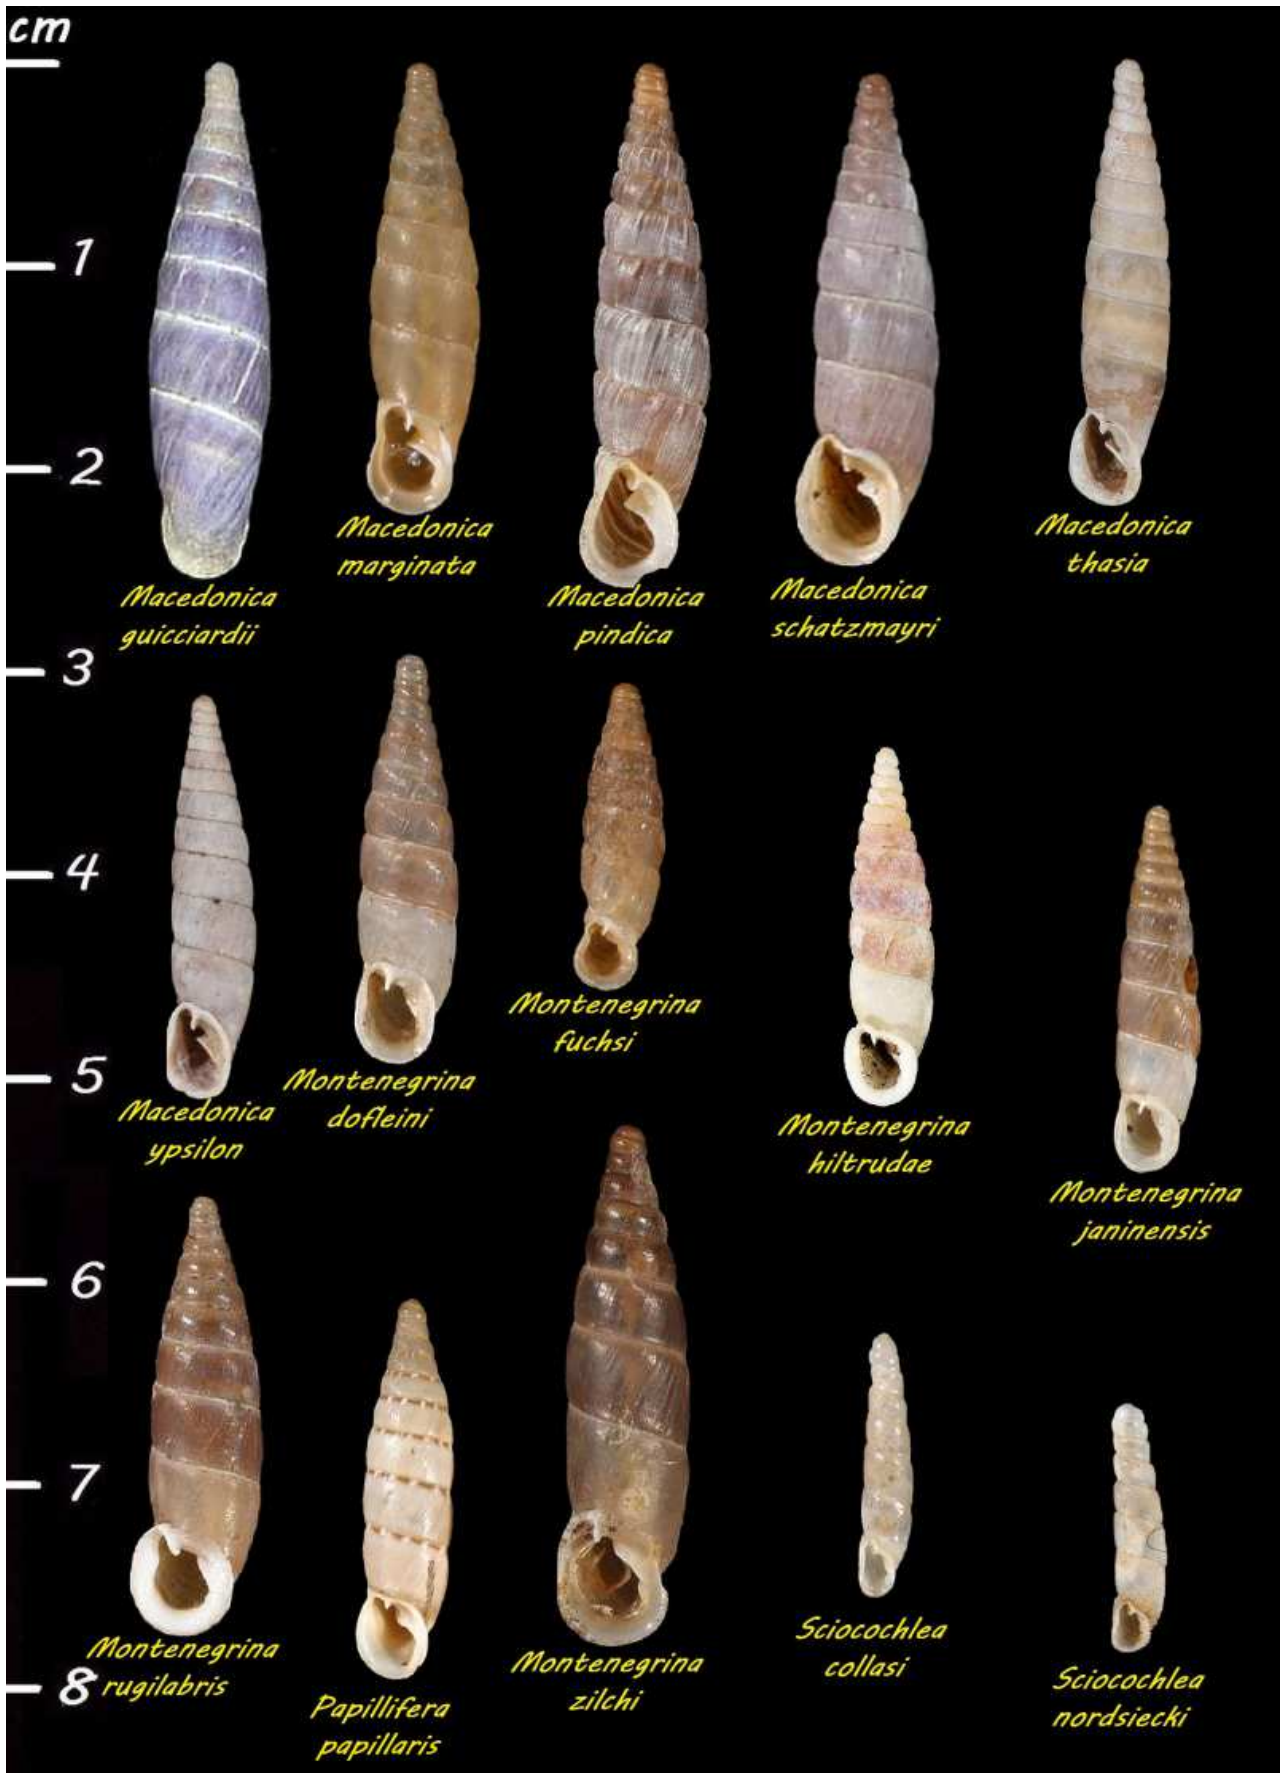 cm
1
2
Macedonica
marginata
Macedonica
guicciardii
Macedonica
pindica
Macedonica
schatzmayri
Macedonica
thasia
3
4
5
Macedonica
ypsilon
Montenegrina
dofleini
Montenegrina
fuchsi
Montenegrina
hiltrudae
Montenegrina
janinensis
6
7
8
Montenegrina
rugilabris
Papillifera
papillaris
Montenegrina
zilchi
Sciocochlea
collasi
Sciocochlea
nordsiecki